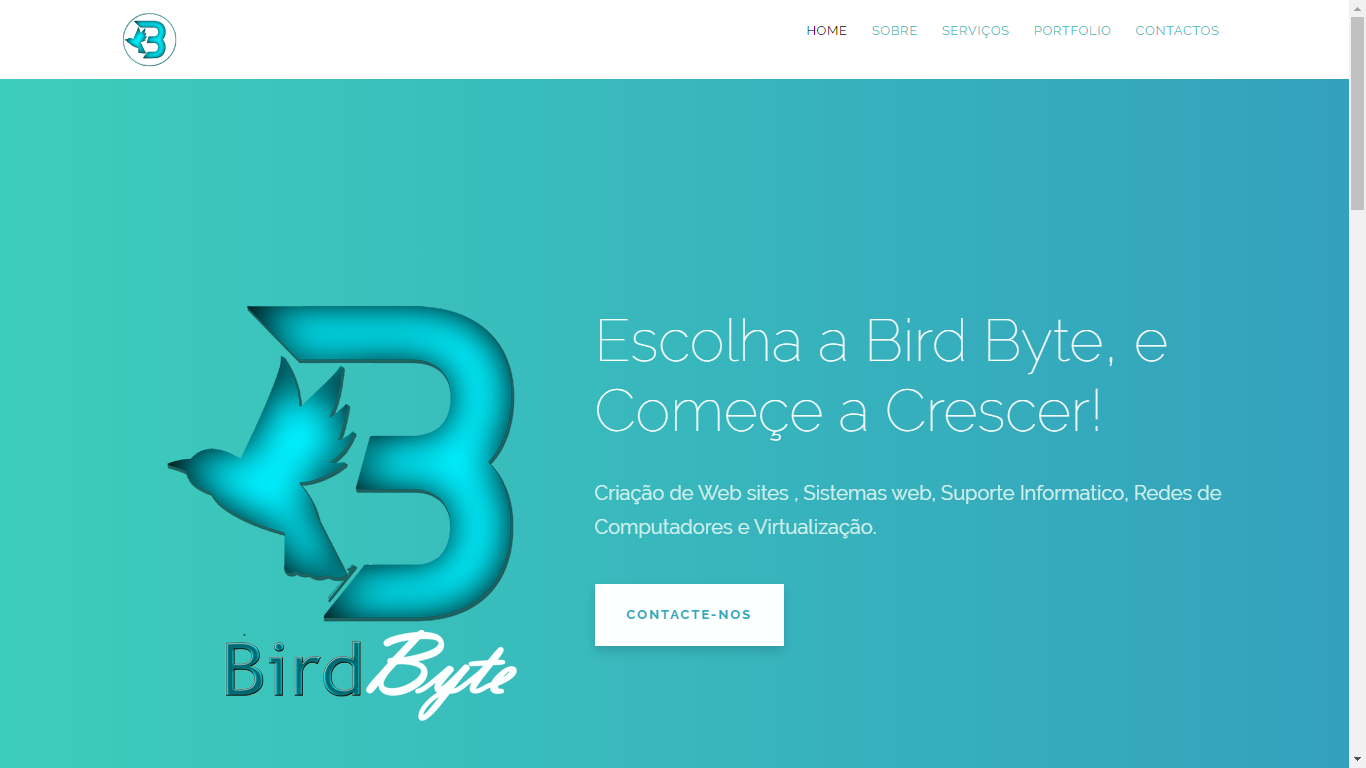 HOME SOBRE SERVIÇOS PORTFOLIO CONTACTOS
Escolha a Bird Byte, e
Começe a Crescer!
Criação de Web sites , Sistemas web, Suporte Informatico, Redes de
Computadores e Virtualização.
CONTACTE-NOS
Bird Byte